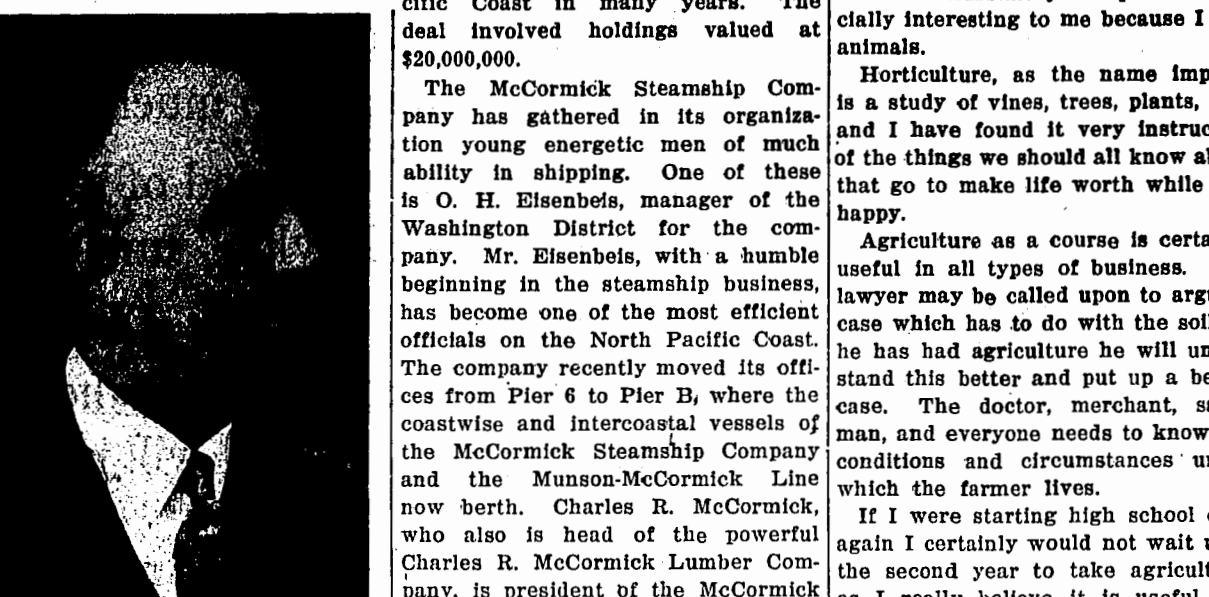 cific Coast in many years. The
deal involved holdings valued at
$20,000,000.
The McCormick Steamship Com-
pany has gathered in its organiza-
tion young energetic men of much
ability in shipping. One of these
is O. H. Eisenbeis, manager of the
Washington District for the com-
pany. Mr. Eisenbeis, with a humble
beginning in the steamship business,
has become one of the most efficient
officials on the North Pacific Coast.
The company recently moved its offi-
ces from Pier 6 to Pier B, where the
coastwise and intercoastal vessels of
the McCormick Steamship Company
and the Munson-McCormick Line
now berth. Charles R. McCormick,
who also is head of the powerful
Charles R. McCormick Lumber Com-
pany, is president of the McCormick
cially interesting to me because I
animals.
Horticulture, as the name imp
is a study of vines, trees, plants,
and I have found it very instruc
of the things we should all know al
that go to make life worth while
happy.
Agriculture as a course is certa
useful in all types of business.
lawyer may be called upon to argu
case which has to do with the soil
he has had agriculture he will un
stand this better and put up a be
case. The doctor, merchant, sa
man, and everyone needs to know
conditions and circumstances un
which the farmer lives.
If I were starting high school
again I certainly would not wait
the second year to take agricult
as I really believe it is useful